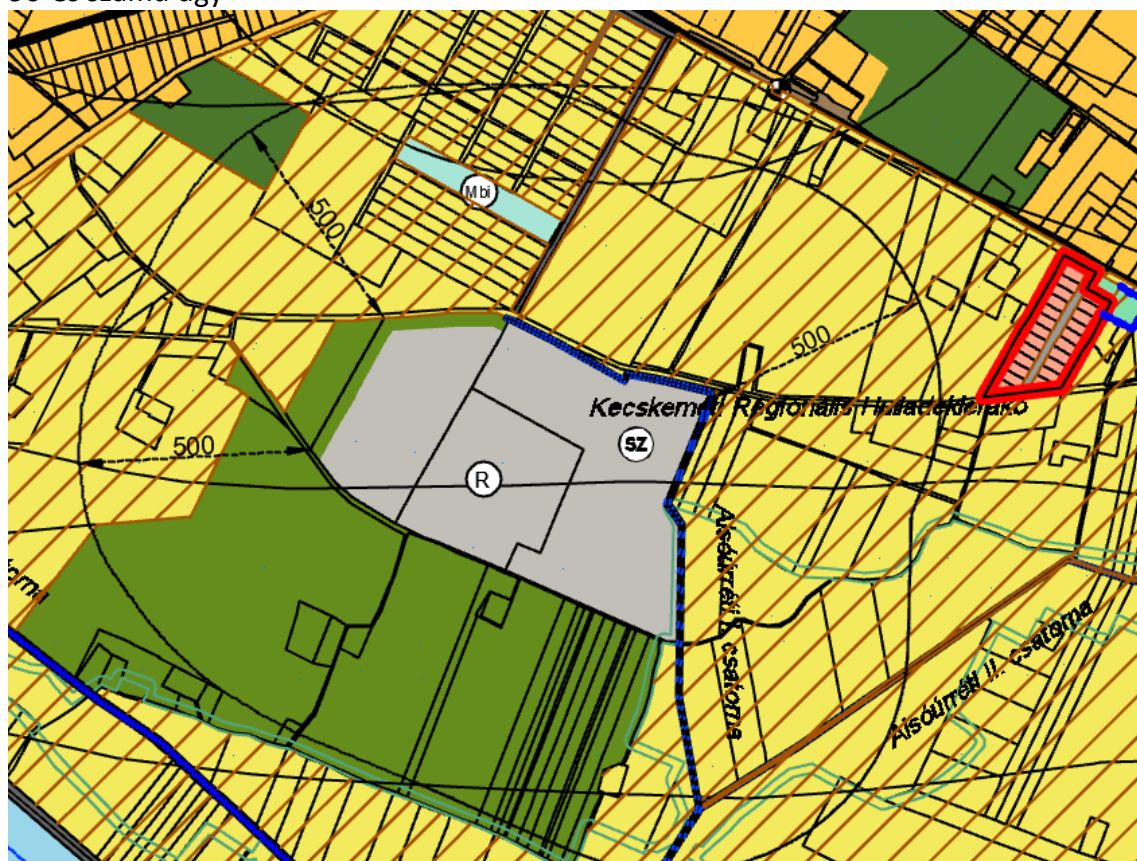 500
Mbi
500
Kecskeméti Regionális Hulladéklerakó
sz
500
R
Alsóúrréti I. csatorna
Alsóúrréti II. csatorna